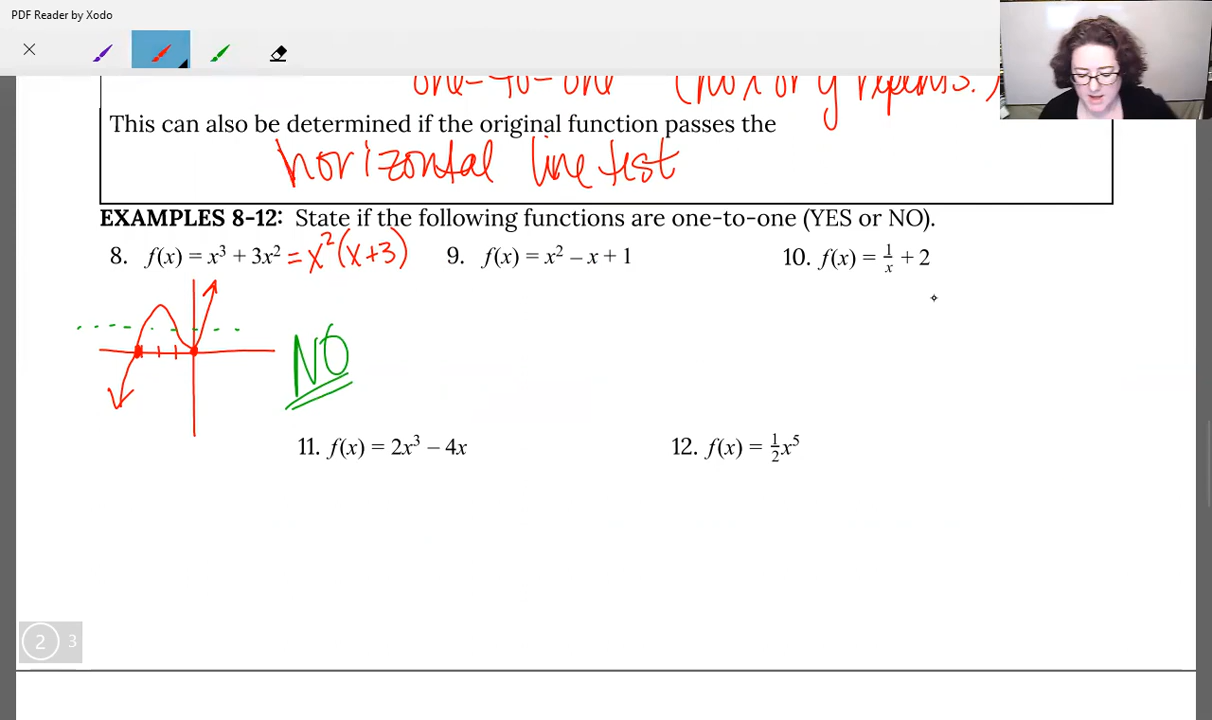 PDF Reader by Xodo
one-to-one (no x or y repeats.)
This can also be determined if the original function passes the
horizontal line test
EXAMPLES 8-12: State if the following functions are one-to-one (YES or NO).
8. f(x) = x³ + 3x² = x²(x+3) 9. f(x) = x² – x + 1 10. f(x) = 1/x + 2
NO
11. f(x) = 2x³ – 4x 12. f(x) = 1/2x⁵
2 3